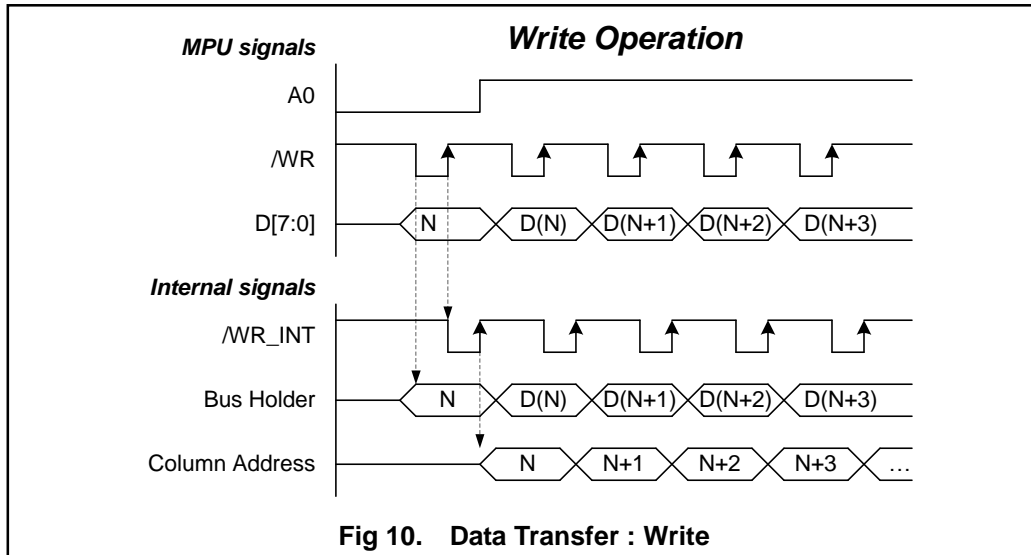 Write Operation
MPU signals
A0
/WR
D[7:0]
N D(N) D(N+1) D(N+2) D(N+3)
Internal signals
/WR_INT
Bus Holder
N D(N) D(N+1) D(N+2) D(N+3)
Column Address
N N+1 N+2 N+3 ...
Fig 10. Data Transfer : Write